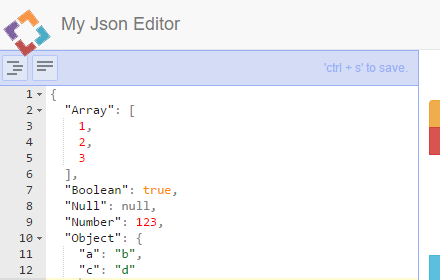 My Json Editor
'ctrl + s' to save.
1 {
2 "Array": [
3 1,
4 2,
5 3
6 ],
7 "Boolean": true,
8 "Null": null,
9 "Number": 123,
10 "Object": {
11 "a": "b",
12 "c": "d"